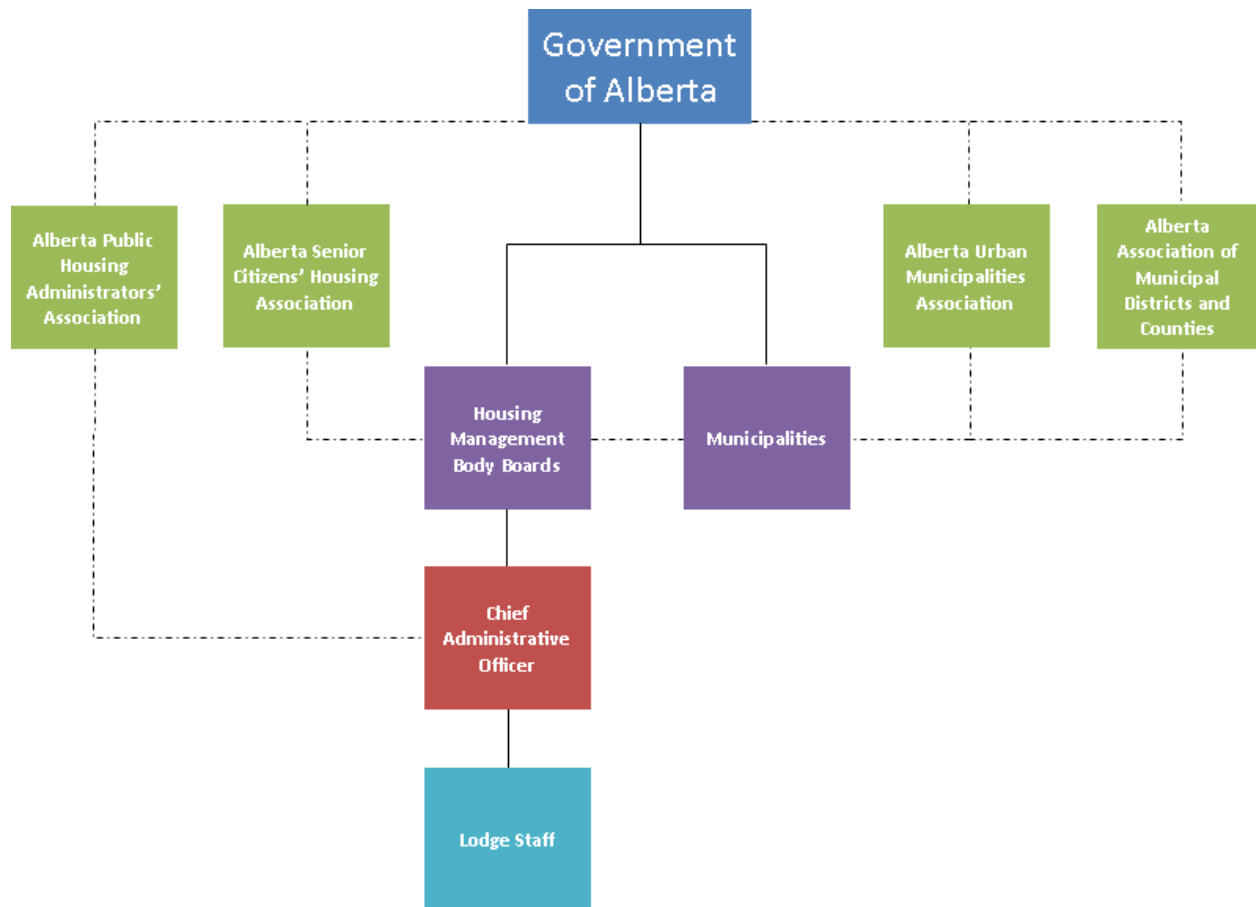 Government
of Alberta
Alberta Public
Housing
Administrators’
Association
Alberta Senior
Citizens’ Housing
Association
Alberta Urban
Municipalities
Association
Alberta
Association of
Municipal
Districts and
Counties
Housing
Management
Body Boards
Municipalities
Chief
Administrative
Officer
Lodge Staff